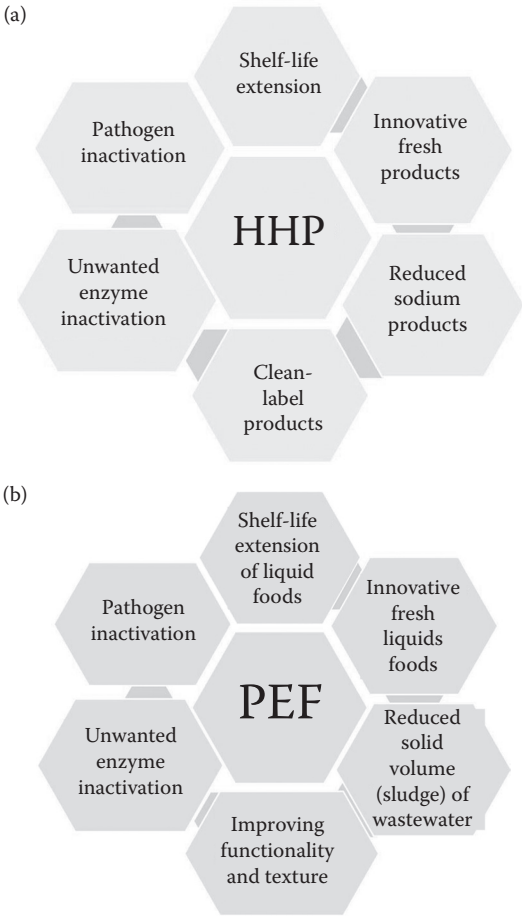 (a)
Shelf-life
extension
Innovative
fresh
products
Reduced
sodium
products
Clean-
label
products
Unwanted
enzyme
inactivation
Pathogen
inactivation
HHP
(b)
Shelf-life
extension
of liquid
foods
Innovative
fresh
liquids
foods
Reduced
solid
volume
(sludge) of
wastewater
Improving
functionality
and texture
Unwanted
enzyme
inactivation
Pathogen
inactivation
PEF